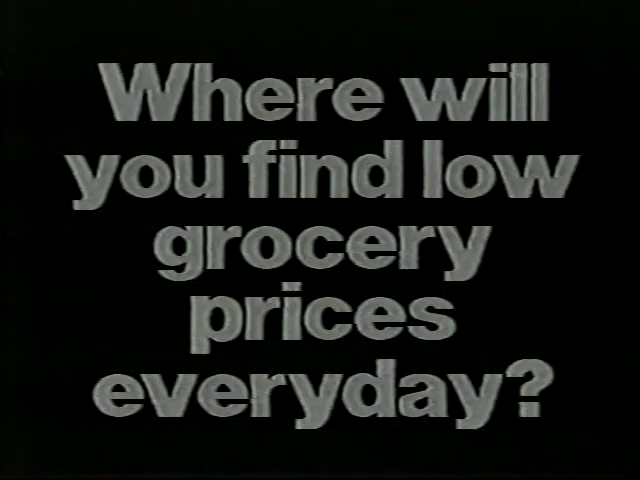 Where will
you find low
grocery
prices
everyday?